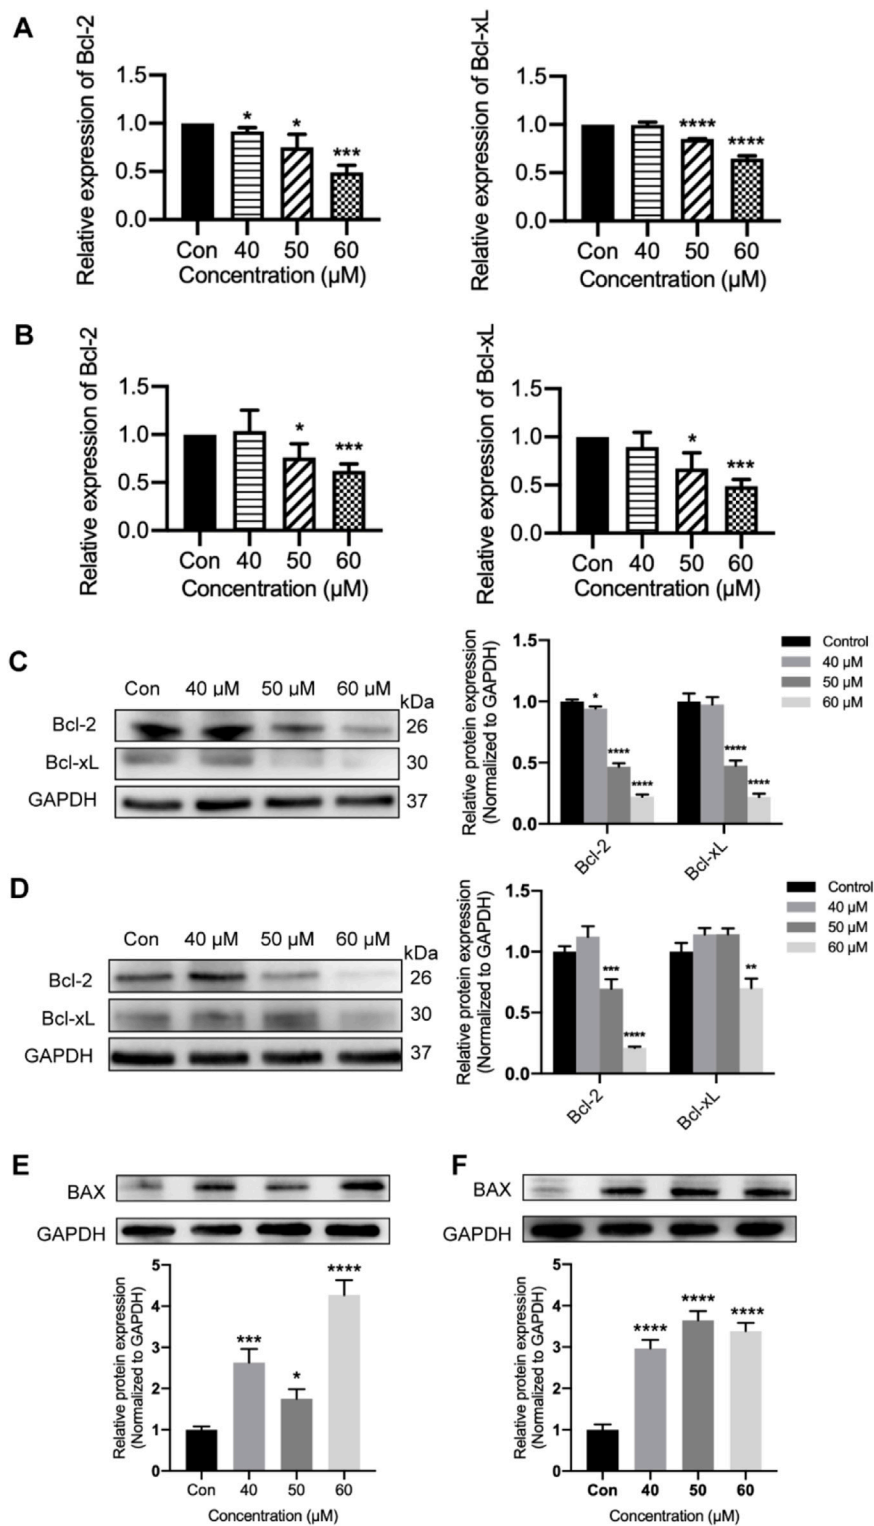 A
Relative expression of Bcl-2
1.5
1.0
0.5
0.0
* * ***
Con 40 50 60
Concentration (µM)
Relative expression of Bcl-xL
1.5
1.0
0.5
0.0
**** ****
Con 40 50 60
Concentration (µM)
B
Relative expression of Bcl-2
1.5
1.0
0.5
0.0
* ***
Con 40 50 60
Concentration (µM)
Relative expression of Bcl-xL
1.5
1.0
0.5
0.0
* ***
Con 40 50 60
Concentration (µM)
C
Con 40 µM 50 µM 60 µM
kDa
Bcl-2 26
Bcl-xL 30
GAPDH 37
Relative protein expression
(Normalized to GAPDH)
1.5
1.0
0.5
0.0
* **** **** **** ****
Bcl-2 Bcl-xL
Control
40 µM
50 µM
60 µM
D
Con 40 µM 50 µM 60 µM
kDa
Bcl-2 26
Bcl-xL 30
GAPDH 37
Relative protein expression
(Normalized to GAPDH)
1.5
1.0
0.5
0.0
*** **** **
Bcl-2 Bcl-xL
Control
40 µM
50 µM
60 µM
E
BAX
GAPDH
Relative protein expression
(Normalized to GAPDH)
5
4
3
2
1
0
*** * ****
Con 40 50 60
Concentration (µM)
F
BAX
GAPDH
Relative protein expression
(Normalized to GAPDH)
5
4
3
2
1
0
**** **** ****
Con 40 50 60
Concentration (µM)